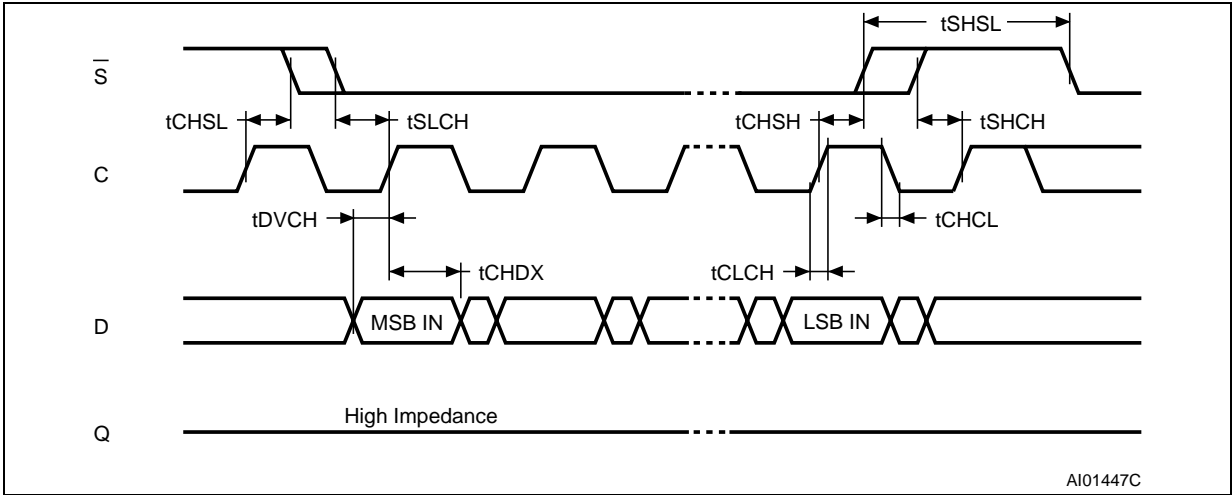 tSHSL
S̅
tCHSL
tSLCH
tCHSH
tSHCH
C
tDVCH
tCHCL
tCHDX
tCLCH
D
MSB IN
LSB IN
High Impedance
Q
AI01447C